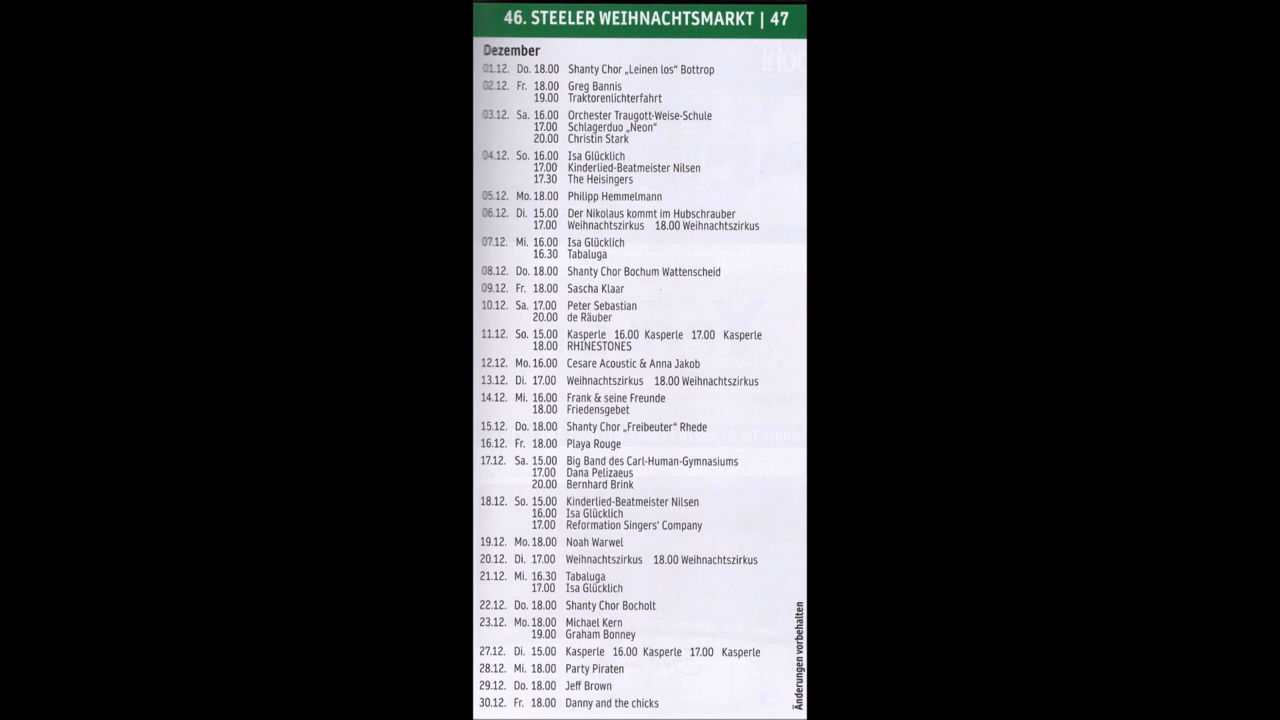 46. STEELER WEIHNACHTSMARKT | 47
Dezember
01.12. Do. 18.00 Shanty Chor „Leinen los" Bottrop
02.12. Fr. 18.00 Greg Bannis
19.00 Traktorenlichterfahrt
03.12. Sa. 16.00 Orchester Traugott-Weise-Schule
17.00 Schlagerduo „Neon"
20.00 Christin Stark
04.12. So. 16.00 Isa Glücklich
17.00 Kinderlied-Beatmeister Nilsen
17.30 The Heisingers
05.12. Mo. 18.00 Philipp Hemmelmann
06.12. Di. 15.00 Der Nikolaus kommt im Hubschrauber
17.00 Weihnachtszirkus 18.00 Weihnachtszirkus
07.12. Mi. 16.00 Isa Glücklich
16.30 Tabaluga
08.12. Do. 18.00 Shanty Chor Bochum Wattenscheid
09.12. Fr. 18.00 Sascha Klaar
10.12. Sa. 17.00 Peter Sebastian
20.00 de Räuber
11.12. So. 15.00 Kasperle 16.00 Kasperle 17.00 Kasperle
18.00 RHINESTONES
12.12. Mo. 16.00 Cesare Acoustic & Anna Jakob
13.12. Di. 17.00 Weihnachtszirkus 18.00 Weihnachtszirkus
14.12. Mi. 16.00 Frank & seine Freunde
18.00 Friedensgebet
15.12. Do. 18.00 Shanty Chor „Freibeuter" Rhede
16.12. Fr. 18.00 Playa Rouge
17.12. Sa. 15.00 Big Band des Carl-Human-Gymnasiums
17.00 Dana Pelizaeus
20.00 Bernhard Brink
18.12. So. 15.00 Kinderlied-Beatmeister Nilsen
16.00 Isa Glücklich
17.00 Reformation Singers' Company
19.12. Mo. 18.00 Noah Warwel
20.12. Di. 17.00 Weihnachtszirkus 18.00 Weihnachtszirkus
21.12. Mi. 16.30 Tabaluga
17.00 Isa Glücklich
22.12. Do. 18.00 Shanty Chor Bocholt
23.12. Mo. 18.00 Michael Kern
19.00 Graham Bonney
27.12. Di. 15.00 Kasperle 16.00 Kasperle 17.00 Kasperle
28.12. Mi. 18.00 Party Piraten
29.12. Do. 18.00 Jeff Brown
30.12. Fr. 18.00 Danny and the chicks
Änderungen vorbehalten